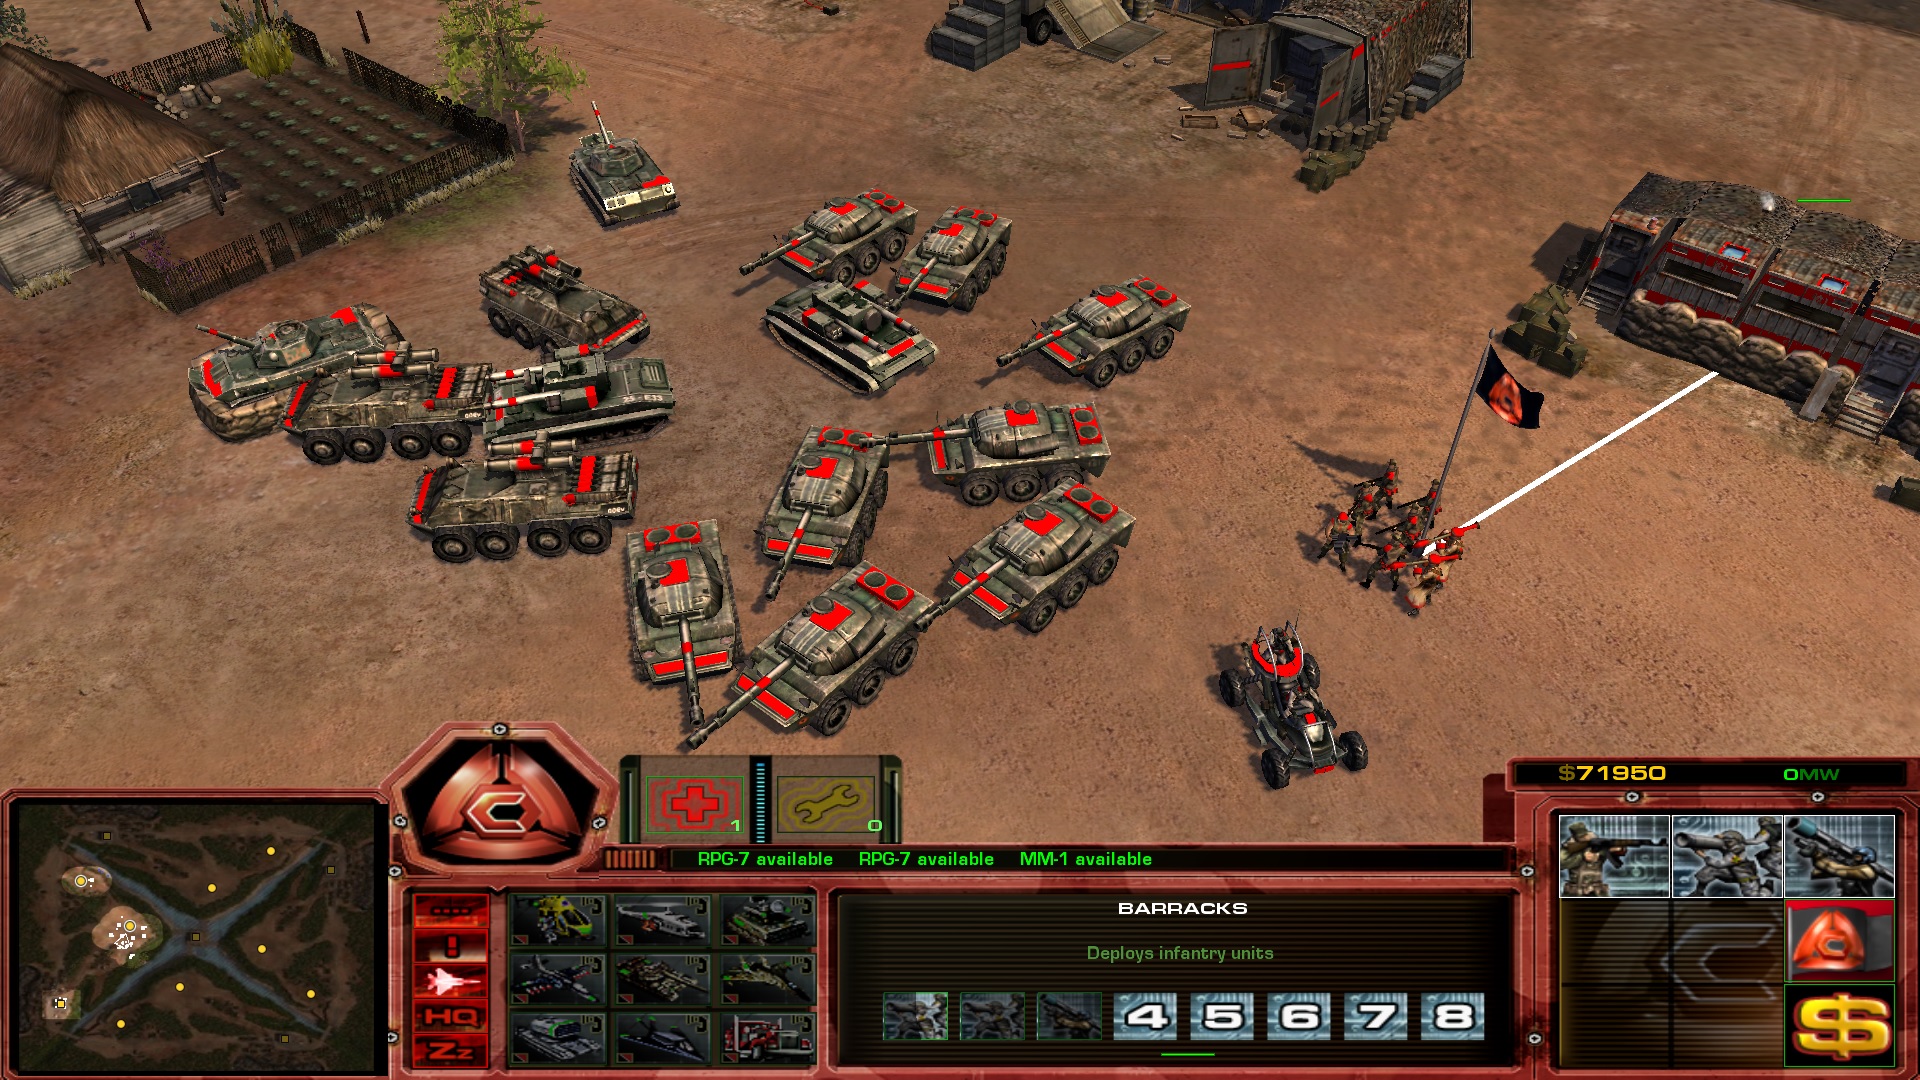 $71950
0MW
1
0
RPG-7 available RPG-7 available MM-1 available
BARRACKS
Deploys infantry units
HQ
Zz
4 5 6 7 8